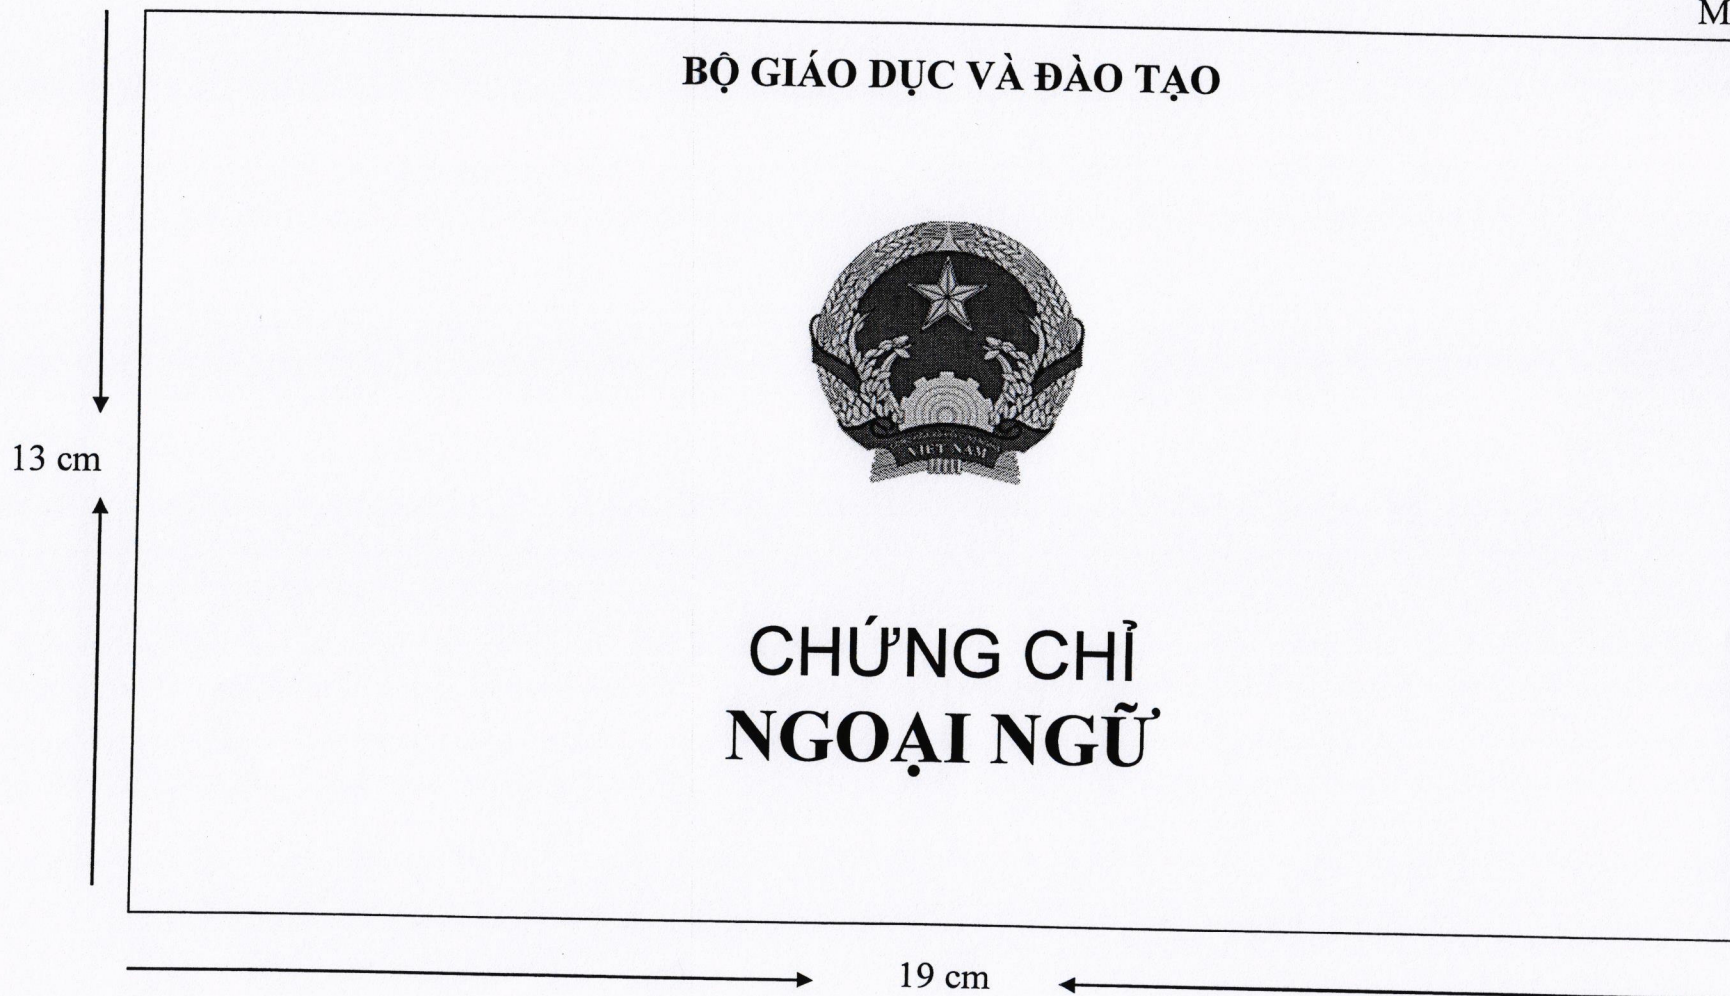 BỘ GIÁO DỤC VÀ ĐÀO TẠO
VIỆT NAM
13 cm
CHỨNG CHỈ
NGOẠI NGỮ
19 cm